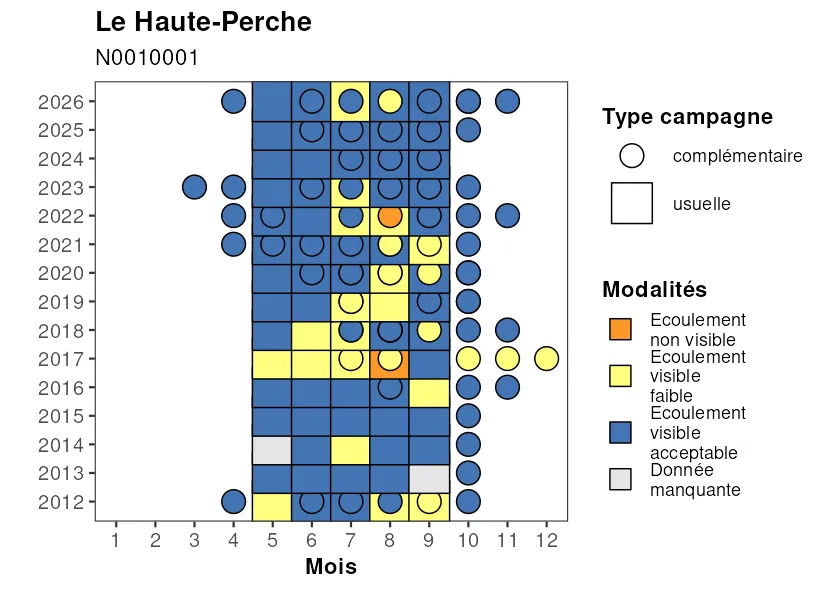 Le Haute-Perche
N0010001
2026
2025
2024
2023
2022
2021
2020
2019
2018
2017
2016
2015
2014
2013
2012
1 2 3 4 5 6 7 8 9 10 11 12
Mois
Type campagne
complémentaire
usuelle
Modalités
Ecoulement
non visible
Ecoulement
visible
faible
Ecoulement
visible
acceptable
Donnée
manquante